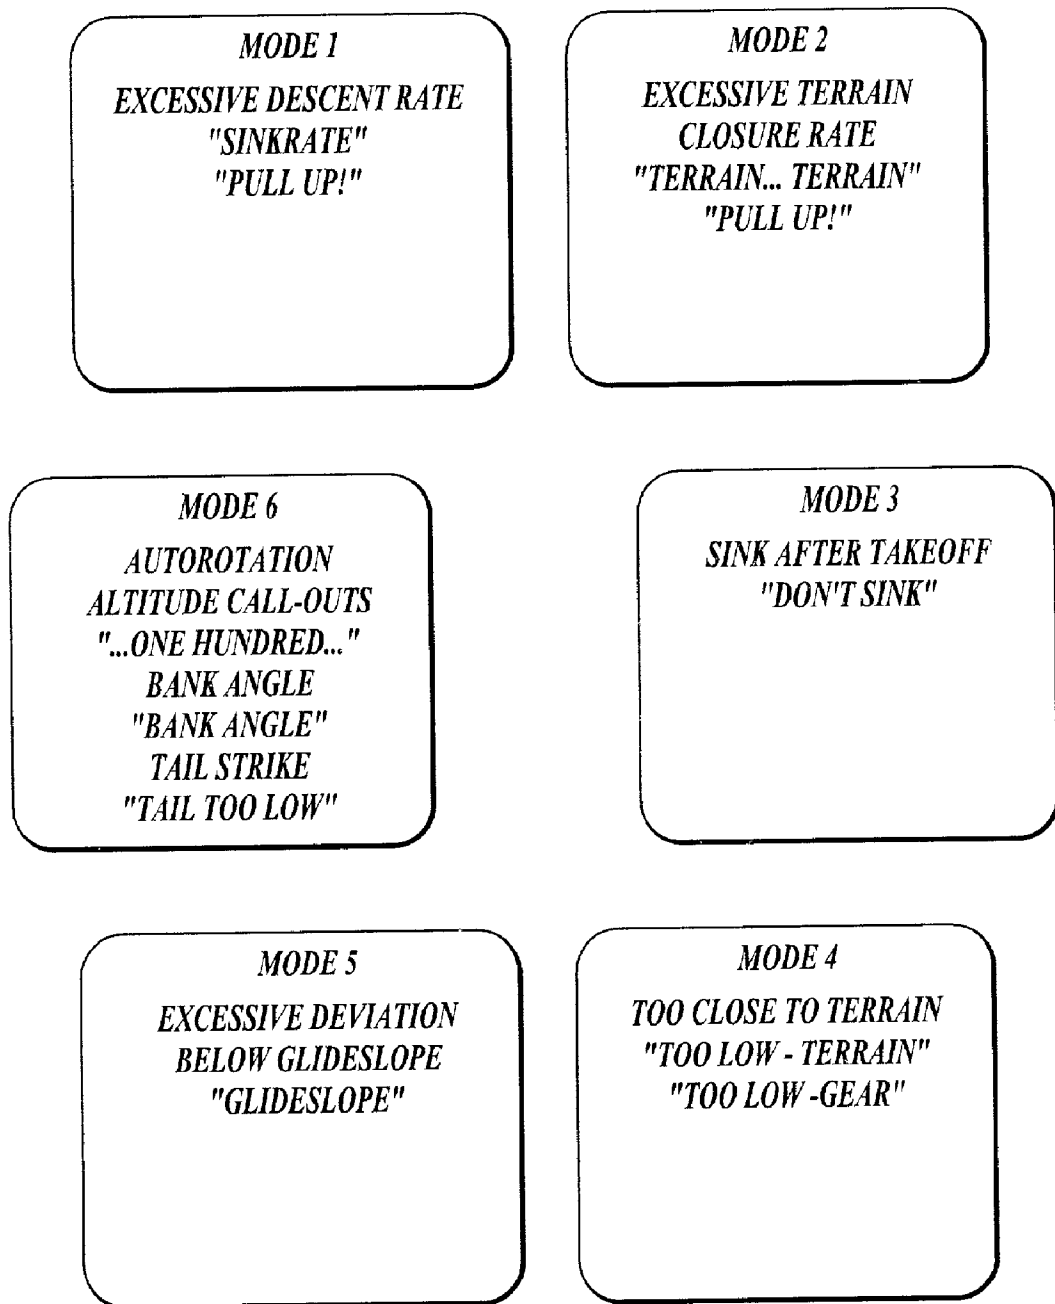 MODE 1
EXCESSIVE DESCENT RATE
"SINKRATE"
"PULL UP!"
MODE 2
EXCESSIVE TERRAIN
CLOSURE RATE
"TERRAIN... TERRAIN"
"PULL UP!"
MODE 6
AUTOROTATION
ALTITUDE CALL-OUTS
"...ONE HUNDRED..."
BANK ANGLE
"BANK ANGLE"
TAIL STRIKE
"TAIL TOO LOW"
MODE 3
SINK AFTER TAKEOFF
"DON'T SINK"
MODE 5
EXCESSIVE DEVIATION
BELOW GLIDESLOPE
"GLIDESLOPE"
MODE 4
TOO CLOSE TO TERRAIN
"TOO LOW - TERRAIN"
"TOO LOW -GEAR"